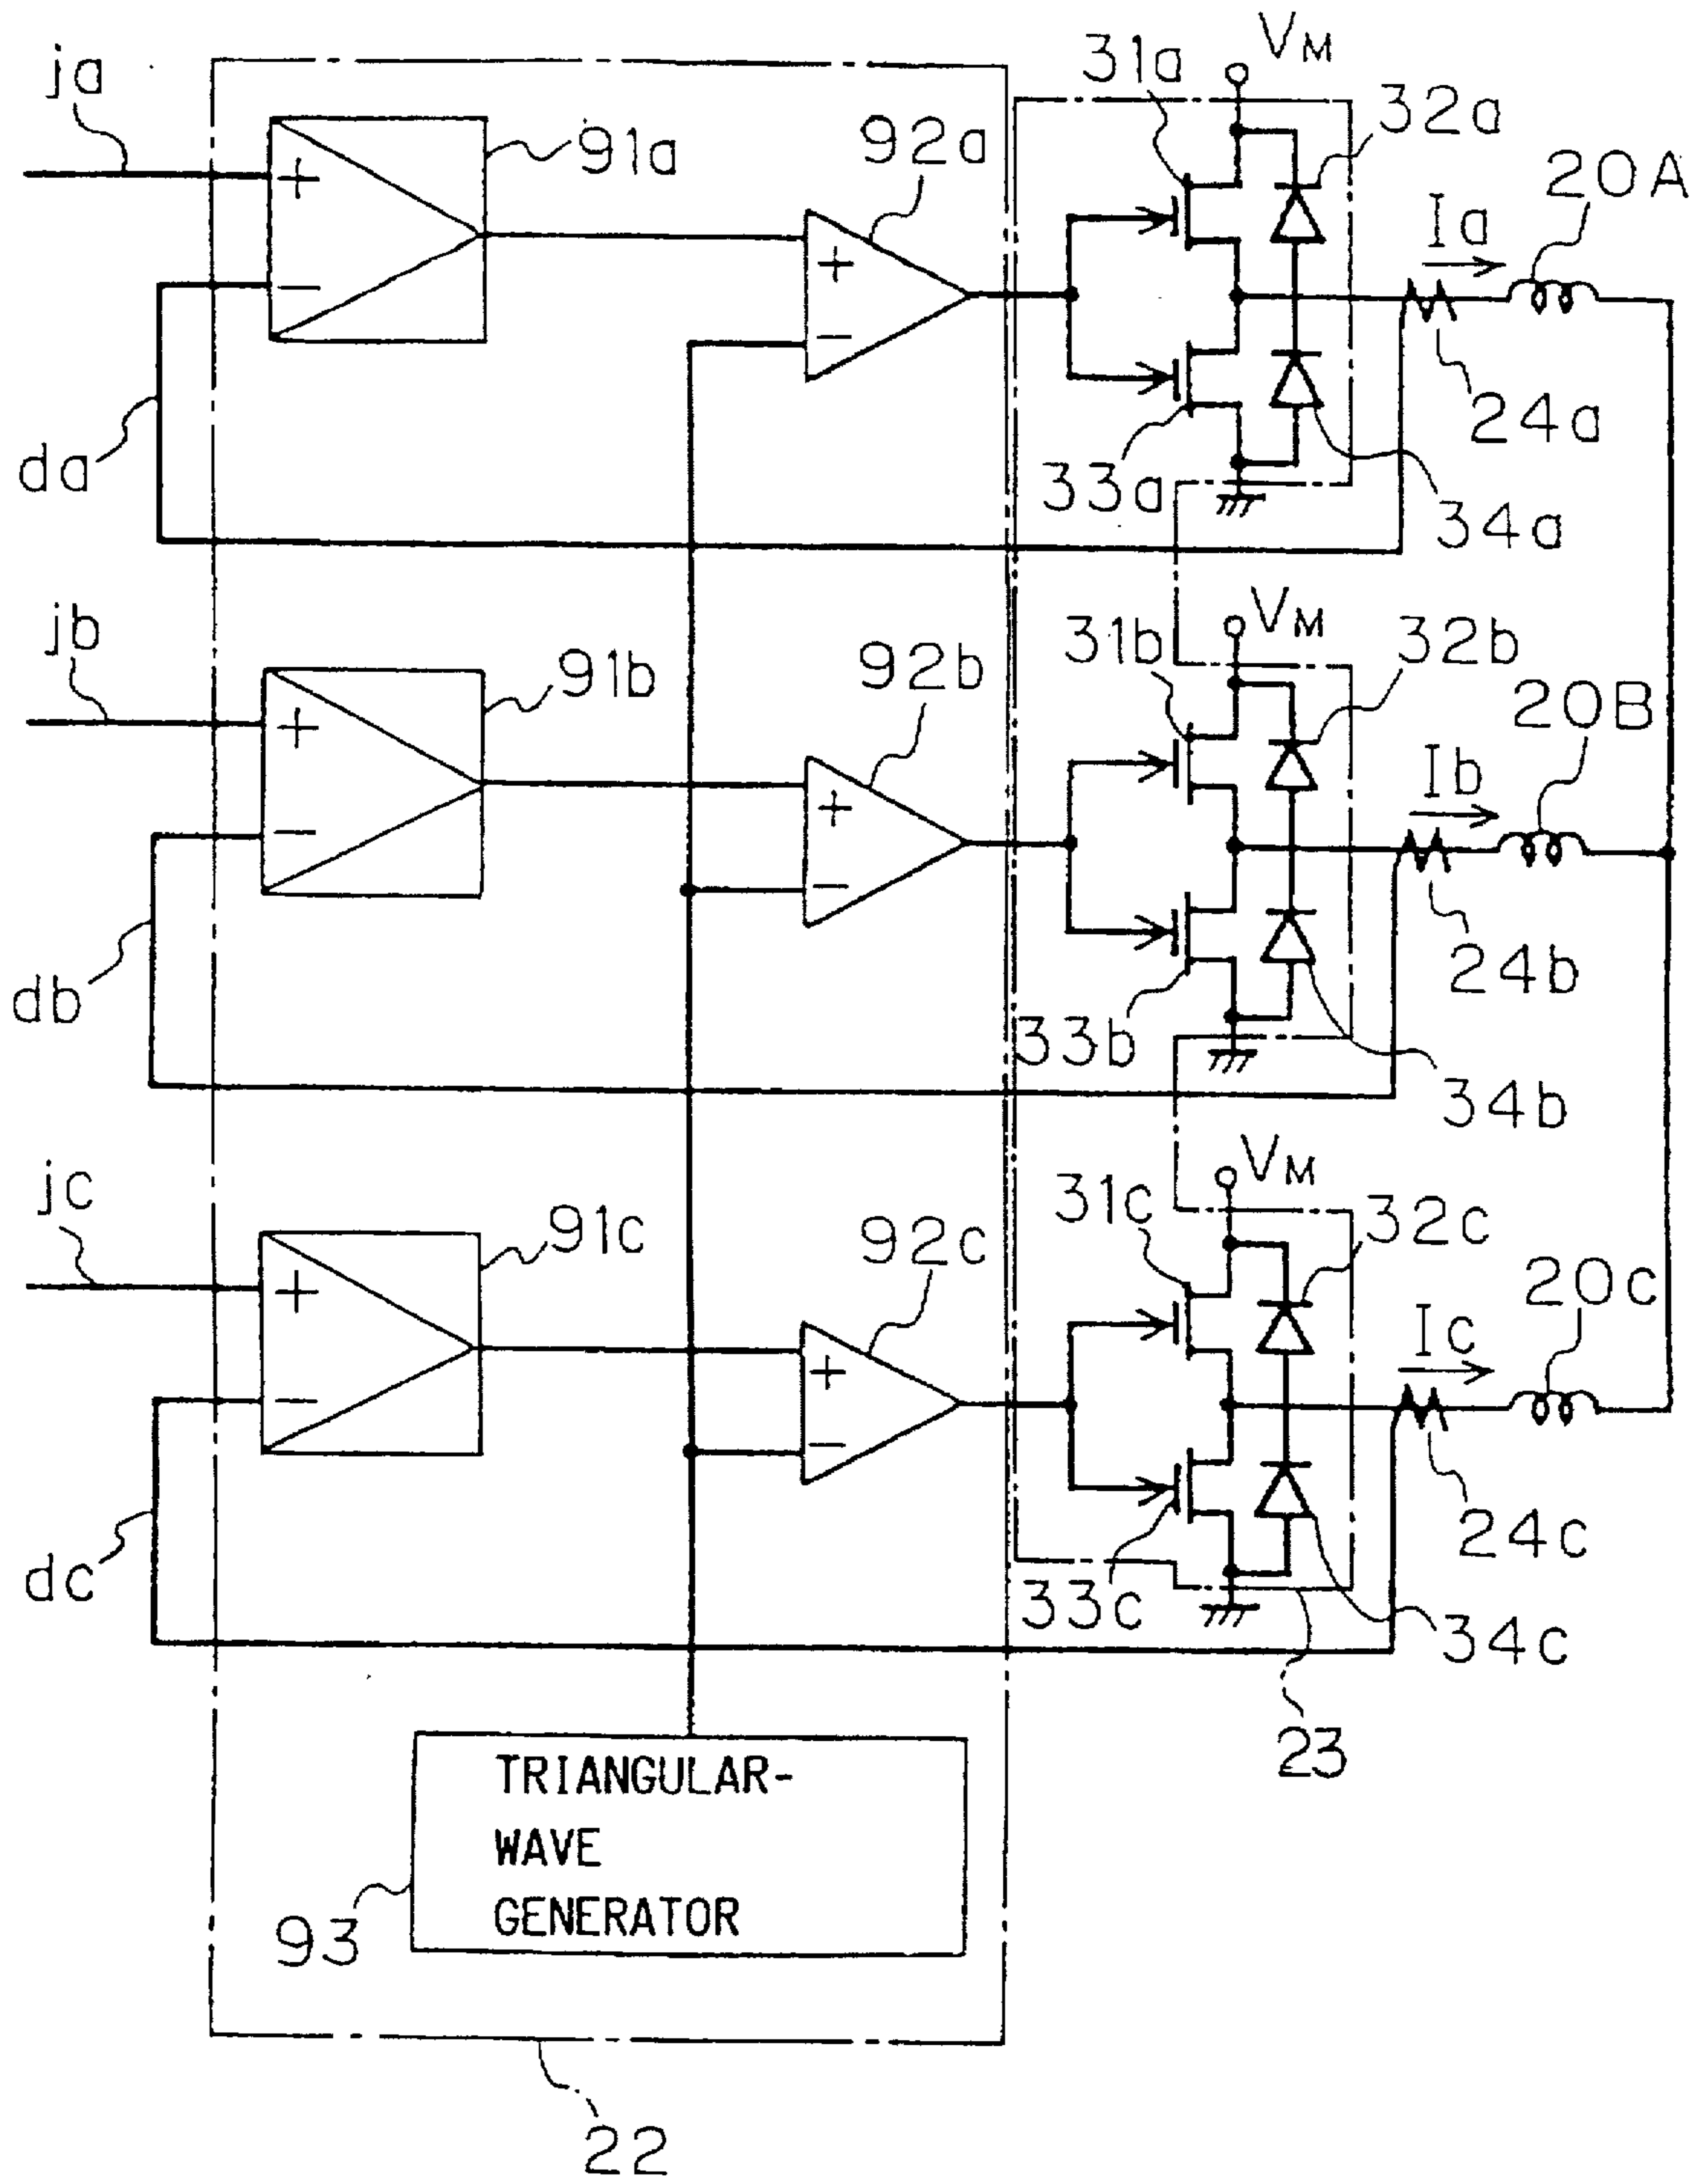 VM
ja
31a
32a
91a
92a
20A
Ia
+
+
−
−
24a
da
33a
34a
VM
jb
31b
32b
91b
92b
20B
Ib
+
+
−
−
24b
db
33b
34b
VM
jc
31c
32c
91c
92c
20c
Ic
+
+
−
−
24c
dc
33c
34c
23
TRIANGULAR-
WAVE
GENERATOR
93
22